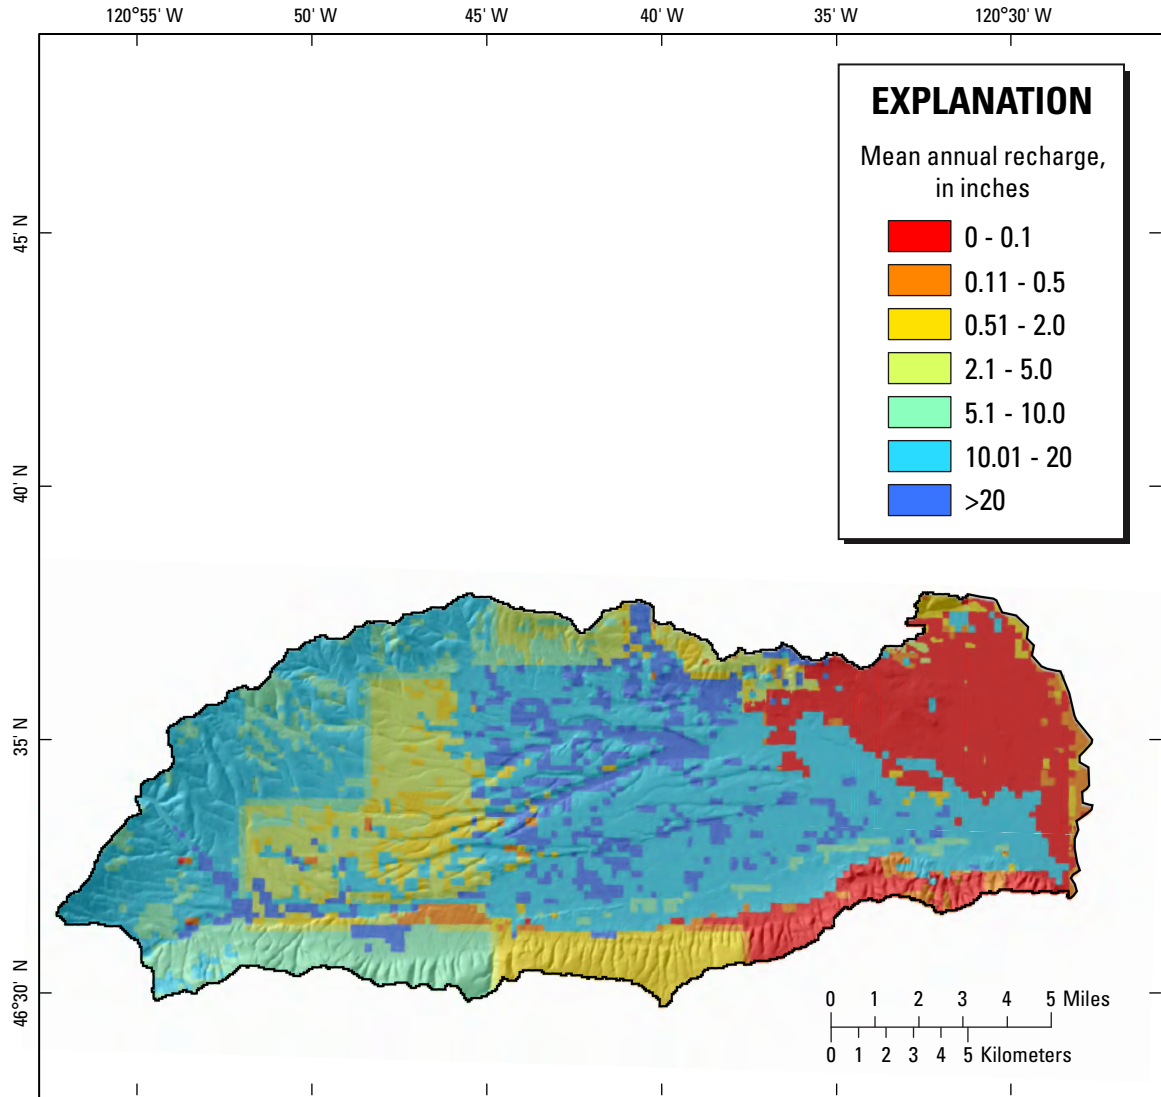 120°55' W 50' W 45' W 40' W 35' W 120°30' W
EXPLANATION
Mean annual recharge,
in inches
0 - 0.1
0.11 - 0.5
0.51 - 2.0
2.1 - 5.0
5.1 - 10.0
10.01 - 20
>20
45' N
40' N
35' N
46°30' N
0 1 2 3 4 5 Miles
0 1 2 3 4 5 Kilometers